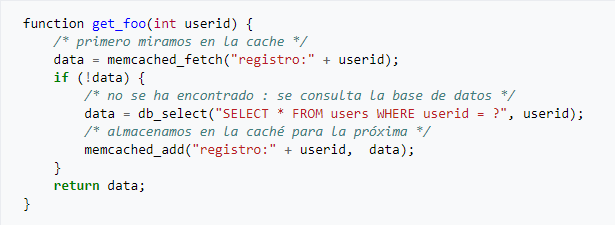 function get_foo(int userid) {
    /* primero miramos en la cache */
    data = memcached_fetch("registro:" + userid);
    if (!data) {
        /* no se ha encontrado : se consulta la base de datos */
        data = db_select("SELECT * FROM users WHERE userid = ?", userid);
        /* almacenamos en la caché para la próxima */
        memcached_add("registro:" + userid,  data);
    }
    return data;
}